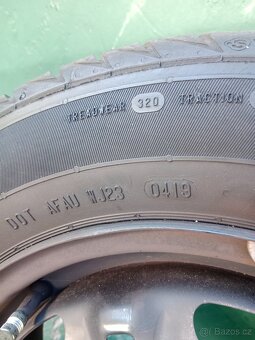 TREADWEAR 320 TRACTION
DOT AFAU WJ23 0419
Bazos.cz